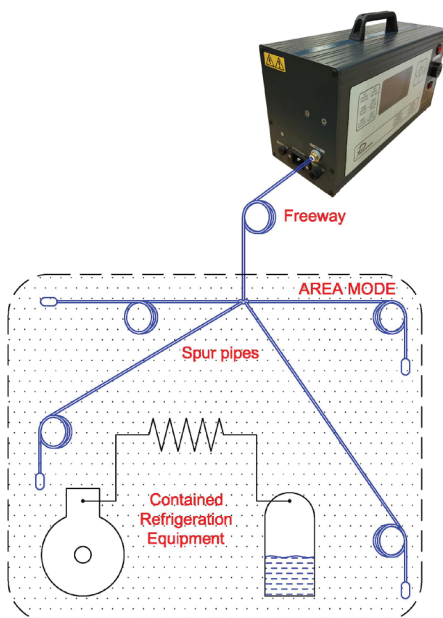 Freeway
AREA MODE
Spur pipes
Contained
Refrigeration
Equipment